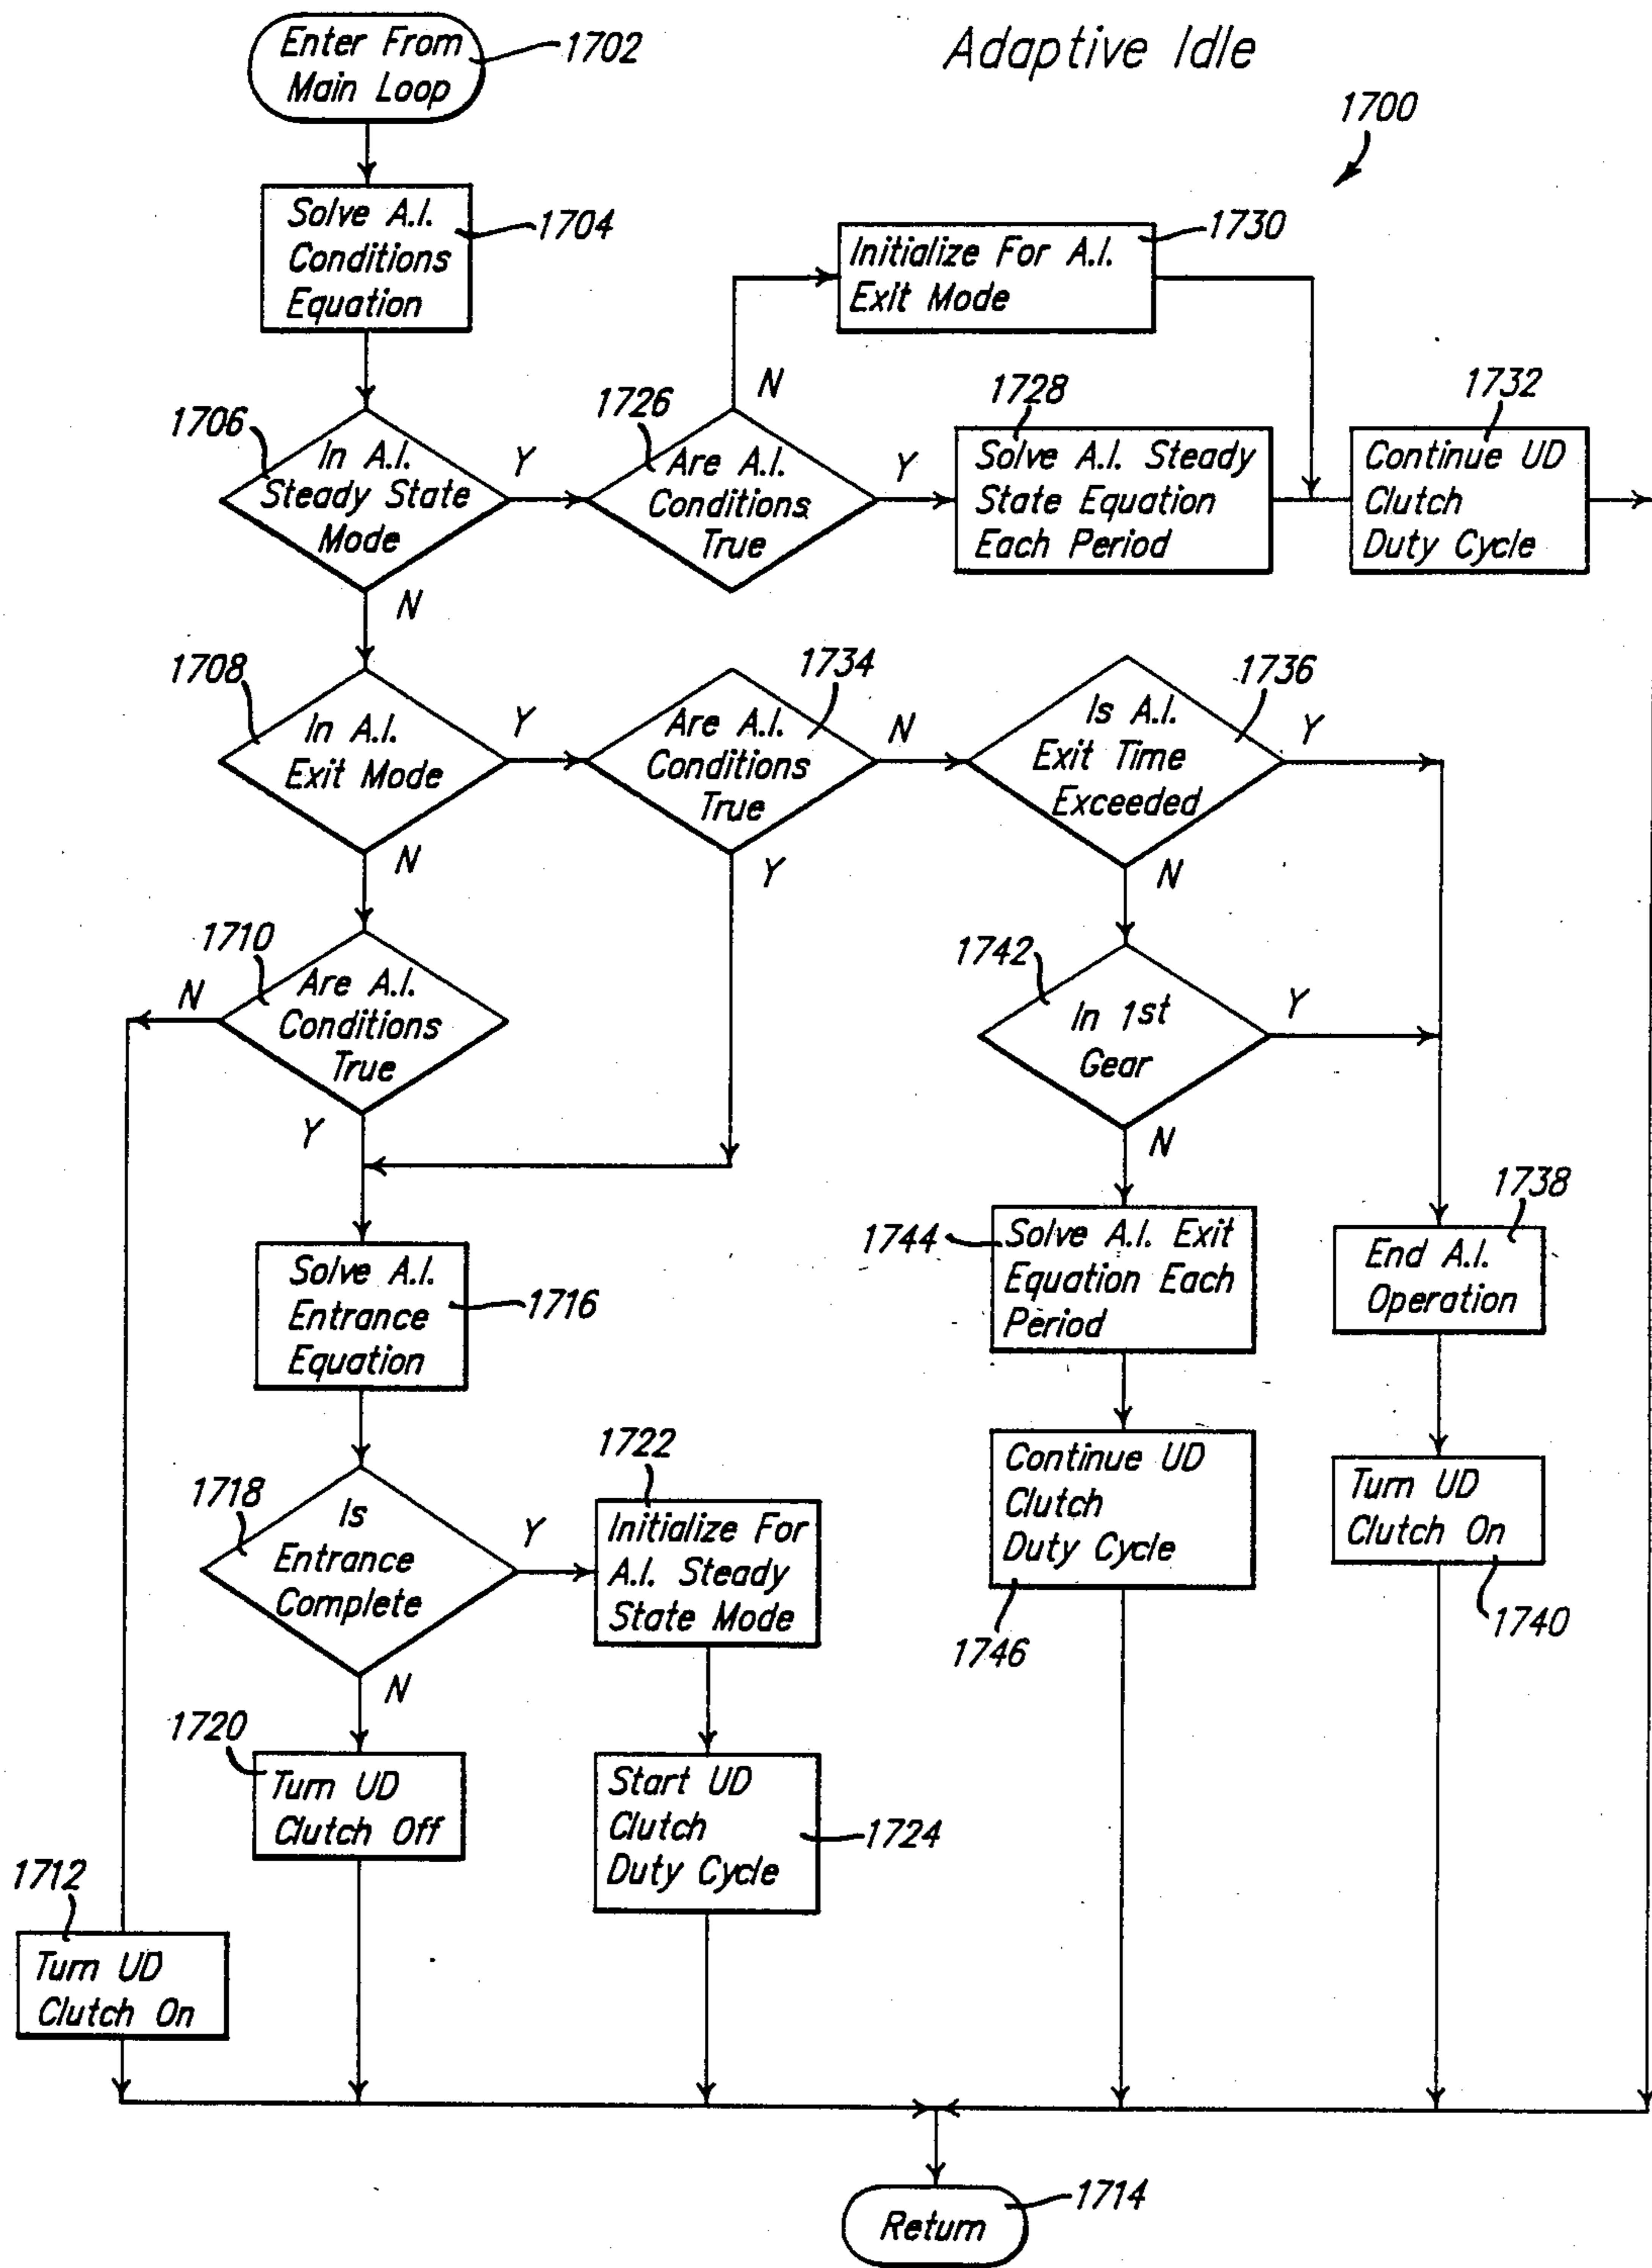 Adaptive Idle
1700
Enter From
Main Loop
1702
Solve A.I.
Conditions
Equation
1704
1706
In A.I.
Steady State
Mode
Y
N
1726
Are A.I.
Conditions
True
N
Y
Initialize For A.I.
Exit Mode
1730
1728
Solve A.I. Steady
State Equation
Each Period
1732
Continue UD
Clutch
Duty Cycle
1708
In A.I.
Exit Mode
Y
N
1734
Are A.I.
Conditions
True
N
Y
1736
Is A.I.
Exit Time
Exceeded
Y
N
1710
Are A.I.
Conditions
True
N
Y
1742
In 1st
Gear
Y
N
Solve A.I.
Entrance
Equation
1716
1744
Solve A.I. Exit
Equation Each
Period
1738
End A.I.
Operation
1718
Is
Entrance
Complete
Y
N
1722
Initialize For
A.I. Steady
State Mode
Continue UD
Clutch
Duty Cycle
1746
Turn UD
Clutch On
1740
1720
Turn UD
Clutch Off
Start UD
Clutch
Duty Cycle
1724
1712
Turn UD
Clutch On
Return
1714